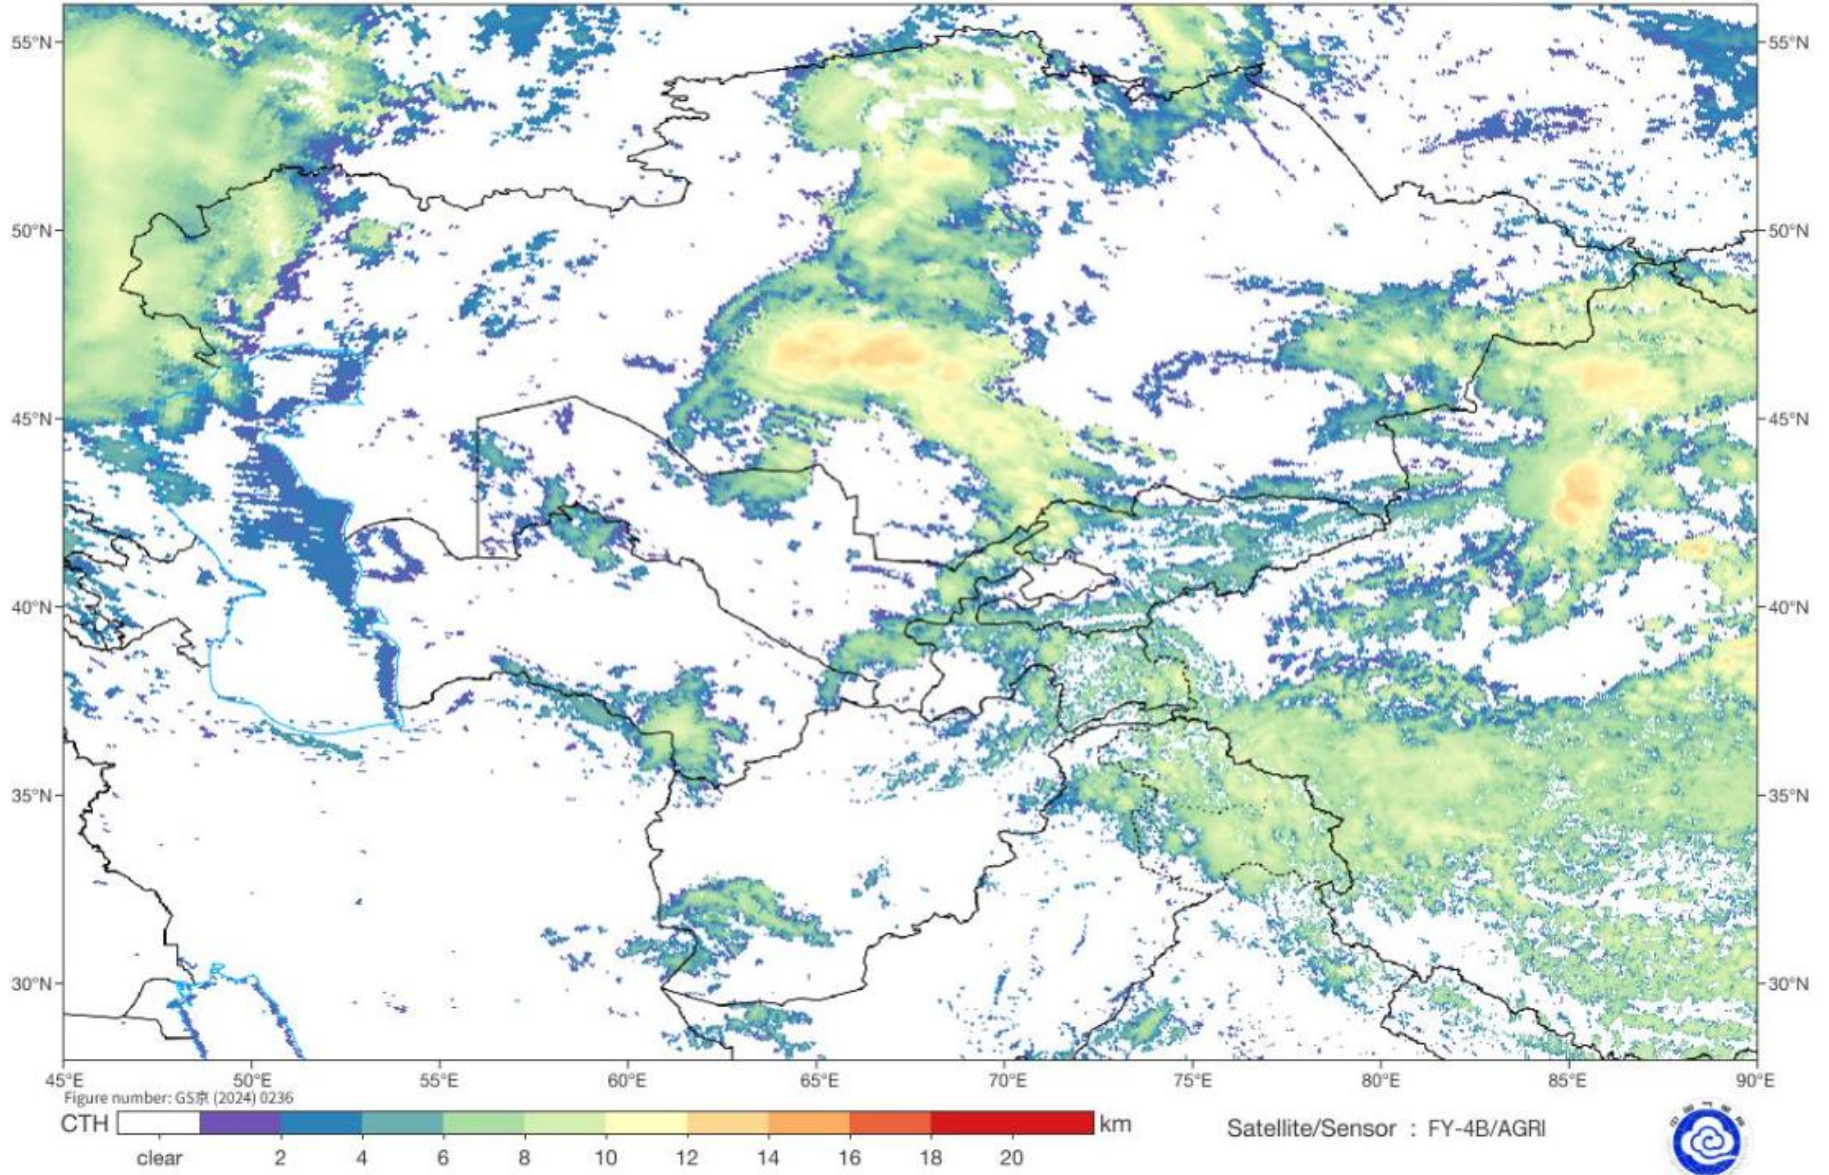 55°N 55°N
50°N 50°N
45°N 45°N
40°N 40°N
35°N 35°N
30°N 30°N
45°E 50°E 55°E 60°E 65°E 70°E 75°E 80°E 85°E 90°E
Figure number: GS京 (2024) 0236
CTH km Satellite/Sensor : FY-4B/AGRI
clear 2 4 6 8 10 12 14 16 18 20